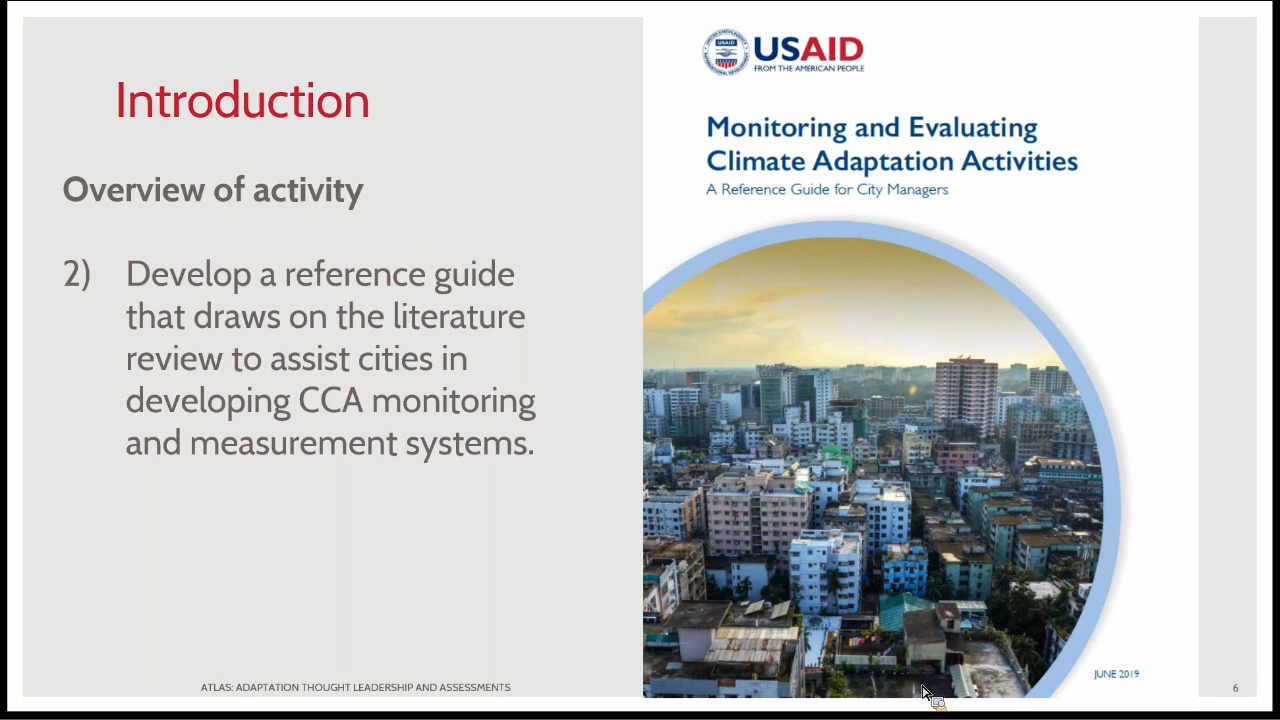 Introduction
Overview of activity
2) Develop a reference guide
that draws on the literature
review to assist cities in
developing CCA monitoring
and measurement systems.
ATLAS: ADAPTATION THOUGHT LEADERSHIP AND ASSESSMENTS
USAID
USAID
FROM THE AMERICAN PEOPLE
Monitoring and Evaluating
Climate Adaptation Activities
A Reference Guide for City Managers
JUNE 2019
6